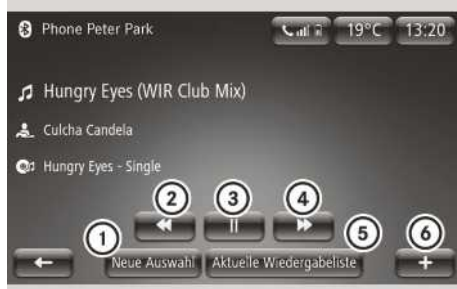 Phone Peter Park
19°C
13:20
Hungry Eyes (WIR Club Mix)
Culcha Candela
Hungry Eyes - Single
2
3
4
1
5
6
Neue Auswahl
Aktuelle Wiedergabeliste